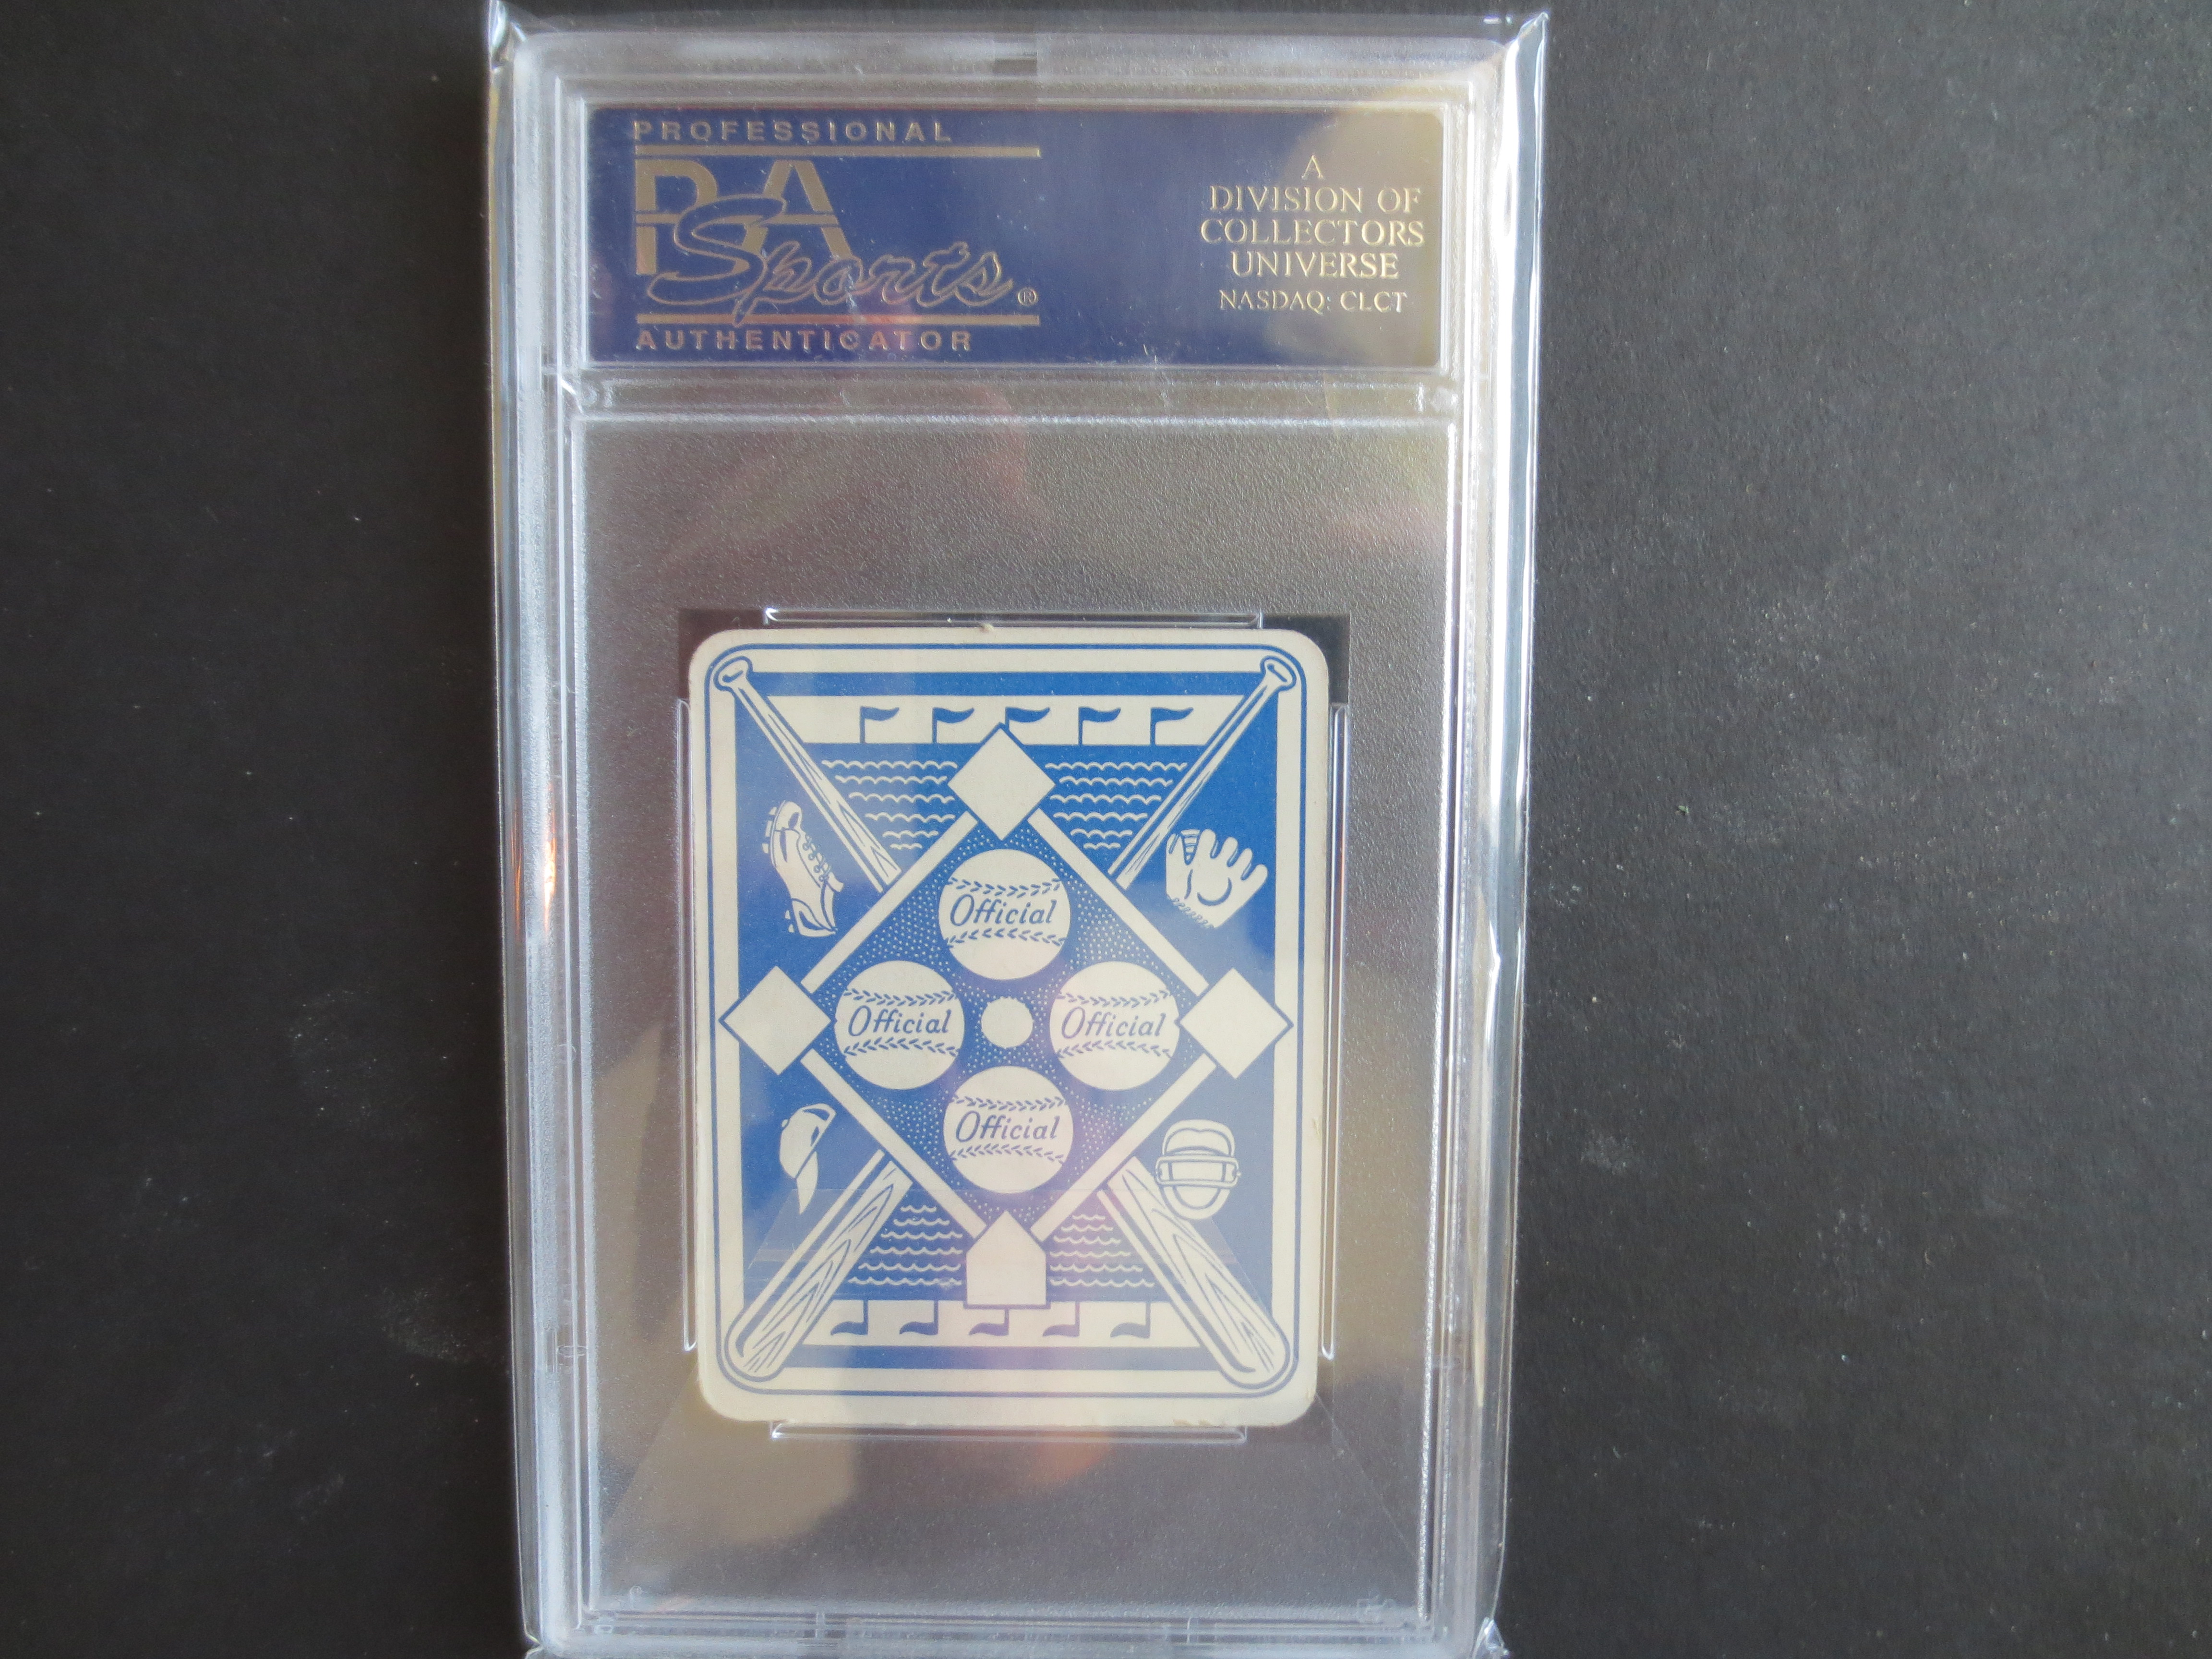 PROFESSIONAL
PSA
Sports®
AUTHENTICATOR
A
DIVISION OF
COLLECTORS
UNIVERSE
NASDAQ: CLCT
Official
Official
Official
Official